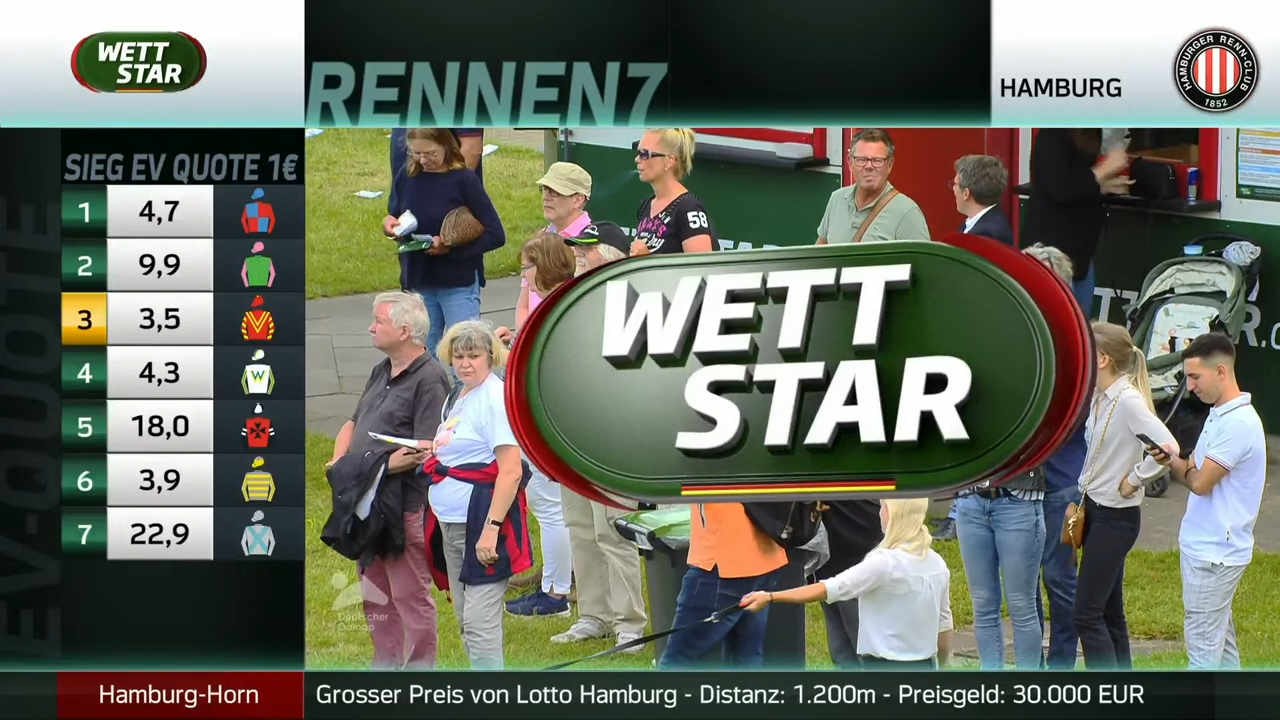 WETT
STAR
RENNEN7
HAMBURG
HAMBURGER RENN-CLUB
1852
SIEG EV QUOTE 1€
1 4,7
2 9,9
3 3,5
4 4,3
W
5 18,0
6 3,9
7 22,9
EV-QUOTE
58
WETT
STAR
Deutscher
Galopp
Hamburg-Horn
Grosser Preis von Lotto Hamburg - Distanz: 1.200m - Preisgeld: 30.000 EUR